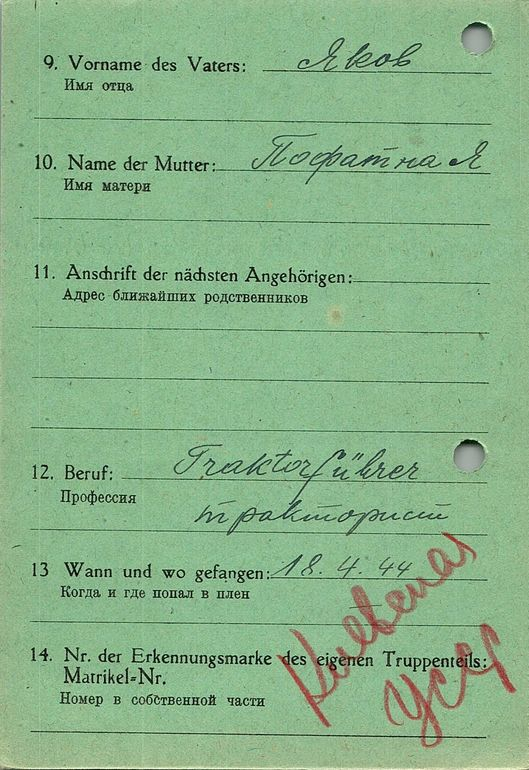 9. Vorname des Vaters: Яков
Имя отца
10. Name der Mutter: Пофатная
Имя матери
11. Anschrift der nächsten Angehörigen:
Адрес ближайших родственников
12. Beruf: Traktorführer
Профессия
тракторист
13 Wann und wo gefangen: 18. 4. 44
Когда и где попал в плен
14. Nr. der Erkennungsmarke des eigenen Truppenteils:
Matrikel-Nr.
Номер в собственной части